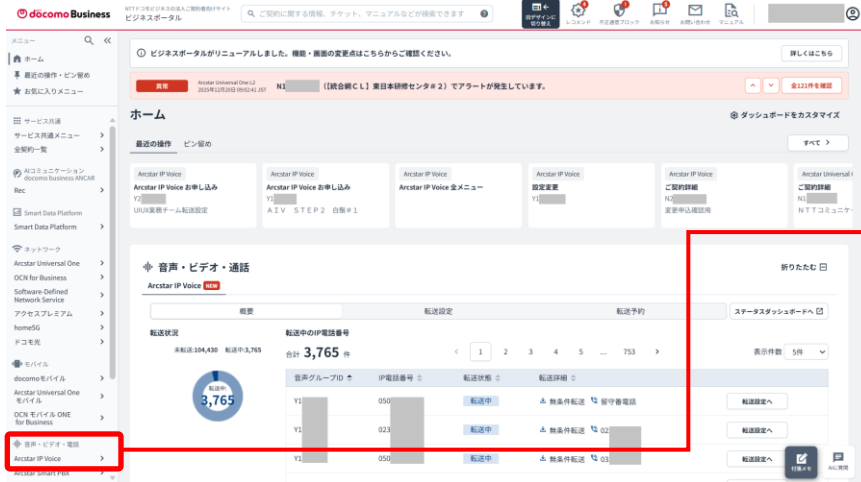 döcomo Business
NTTドコモビジネスの法人ご契約者向けサイト
ビジネスポータル
ご契約に関する情報、チケット、マニュアルなどが検索できます
旧デザインに
切り替え
レコメンド
不正通信ブロック
お知らせ
お問い合わせ
マニュアル
メニュー
ホーム
最近の操作・ピン留め
お気に入りメニュー
サービス共通
サービス共通メニュー
全契約一覧
AIコミュニケーション
docomo business ANCAR
Rec
Smart Data Platform
Smart Data Platform
ネットワーク
Arcstar Universal One
OCN for Business
Software-Defined
Network Service
アクセスプレミアム
home5G
ドコモ光
モバイル
docomoモバイル
Arcstar Universal One
モバイル
OCN モバイル ONE
for Business
音声・ビデオ・電話
Arcstar IP Voice
Arcstar Smart PBX
ビジネスポータルがリニューアルしました。機能・画面の変更点はこちらからご確認ください。
詳しくはこちら
異常
Arcstar Universal One L2
2025年12月20日 09:02:41 JST
N1 （[統合網ＣＬ］東日本研修センタ＃２）でアラートが発生しています。
全121件を確認
ホーム
ダッシュボードをカスタマイズ
最近の操作
ピン留め
すべて
Arcstar IP Voice
Arcstar IP Voice お申し込み
Y2
UIUX業務チーム転送設定
Arcstar IP Voice
Arcstar IP Voice お申し込み
Y1
ＡＩＶ ＳＴＥＰ２ 白板＃１
Arcstar IP Voice
Arcstar IP Voice 全メニュー
Arcstar IP Voice
設定変更
Y1
Arcstar IP Voice
ご契約詳細
N2
変更申込確認用
Arcstar Universal
ご契約詳細
N1
ＮＴＴコミュニケー
音声・ビデオ・通話
折りたたむ
Arcstar IP Voice NEW
概要
転送設定
転送予約
ステータスダッシュボードへ
転送状況
未転送:104,430 転送中:3,765
転送中
3,765
転送中のIP電話番号
合計 3,765 件
1 2 3 4 5 ... 753
表示件数 5件
音声グループID
IP電話番号
転送状態
転送詳細
Y1 050 転送中 無条件転送 留守番電話 転送設定へ
Y1 023 転送中 無条件転送 02 転送設定へ
Y1 050 転送中 無条件転送 03 転送設定へ
付箋メモ
AIに質問